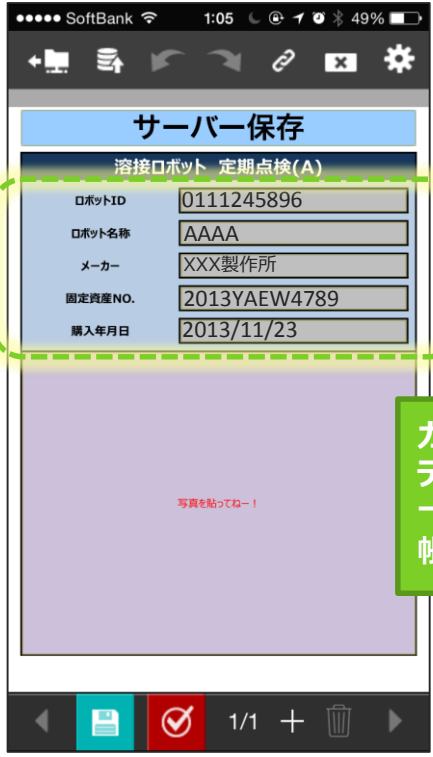 SoftBank 1:05 49%
サーバー保存
溶接ロボット 定期点検(A)
ロボットID 0111245896
ロボット名称 AAAA
メーカー XXX製作所
固定資産NO. 2013YAEW4789
購入年月日 2013/11/23
写真を貼ってねー！
1/1